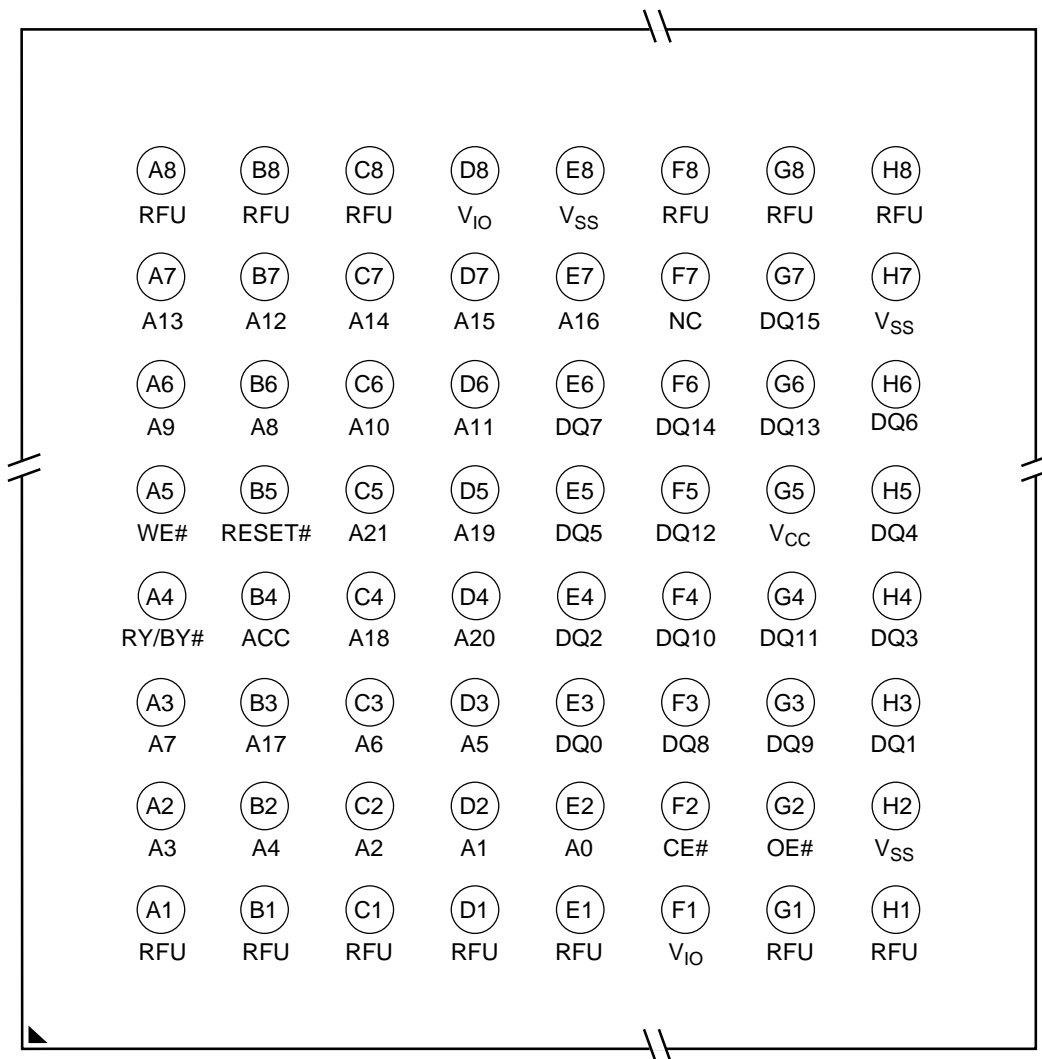 A8 B8 C8 D8 E8 F8 G8 H8
RFU RFU RFU VIO VSS RFU RFU RFU
A7 B7 C7 D7 E7 F7 G7 H7
A13 A12 A14 A15 A16 NC DQ15 VSS
A6 B6 C6 D6 E6 F6 G6 H6
A9 A8 A10 A11 DQ7 DQ14 DQ13 DQ6
A5 B5 C5 D5 E5 F5 G5 H5
WE# RESET# A21 A19 DQ5 DQ12 VCC DQ4
A4 B4 C4 D4 E4 F4 G4 H4
RY/BY# ACC A18 A20 DQ2 DQ10 DQ11 DQ3
A3 B3 C3 D3 E3 F3 G3 H3
A7 A17 A6 A5 DQ0 DQ8 DQ9 DQ1
A2 B2 C2 D2 E2 F2 G2 H2
A3 A4 A2 A1 A0 CE# OE# VSS
A1 B1 C1 D1 E1 F1 G1 H1
RFU RFU RFU RFU RFU VIO RFU RFU